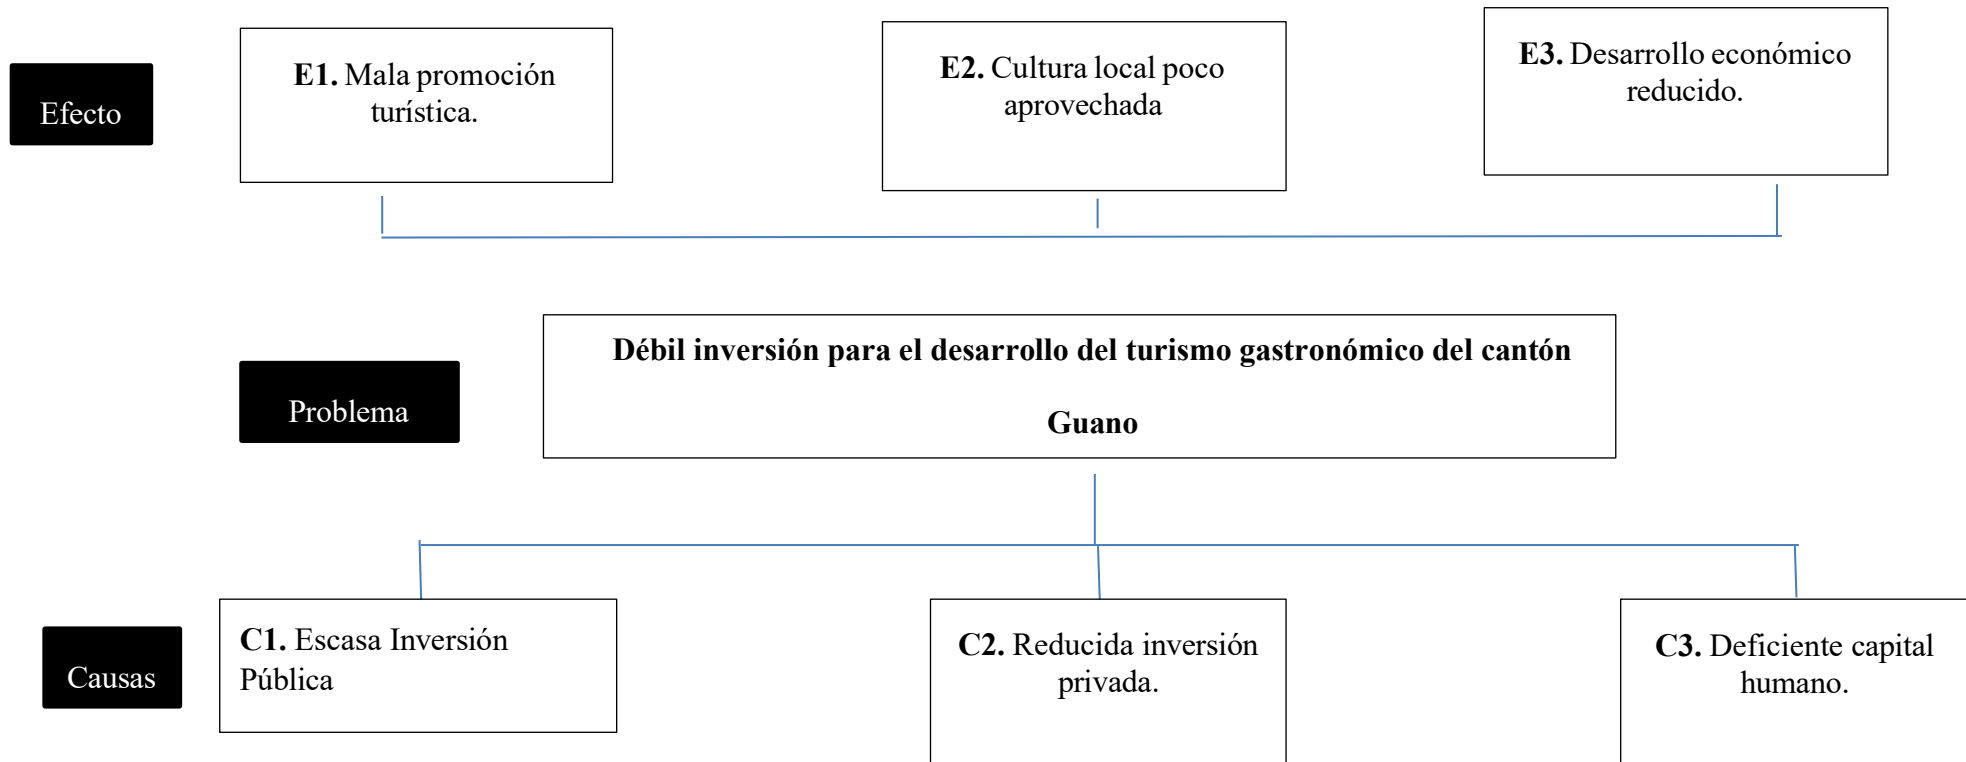 Efecto
E1. Mala promoción
turística.
E2. Cultura local poco
aprovechada
E3. Desarrollo económico
reducido.
Problema
Débil inversión para el desarrollo del turismo gastronómico del cantón
Guano
Causas
C1. Escasa Inversión
Pública
C2. Reducida inversión
privada.
C3. Deficiente capital
humano.